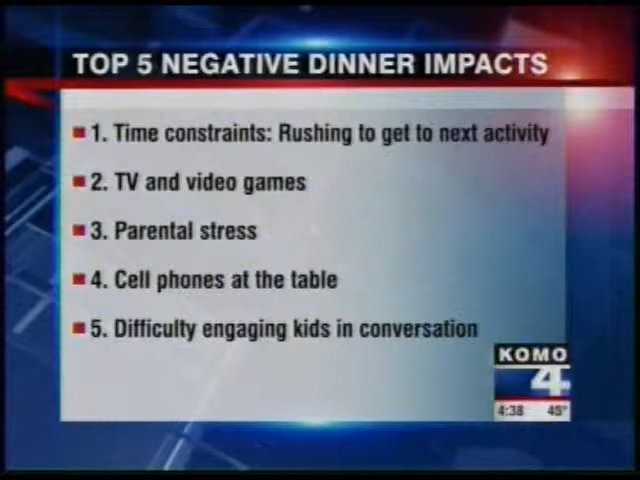 TOP 5 NEGATIVE DINNER IMPACTS
1. Time constraints: Rushing to get to next activity
2. TV and video games
3. Parental stress
4. Cell phones at the table
5. Difficulty engaging kids in conversation
KOMO
4
4:38 45°